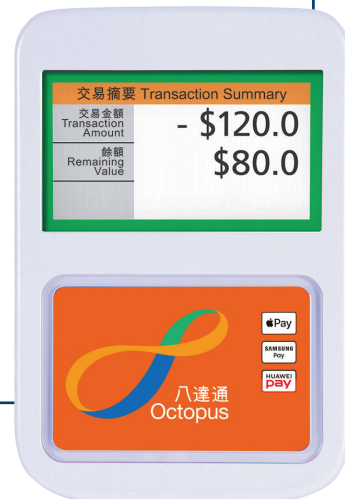 交易摘要 Transaction Summary
交易金額
Transaction
Amount
- $120.0
餘額
Remaining
Value
$80.0
Pay
SAMSUNG
Pay
HUAWEI
pay
八達通
Octopus